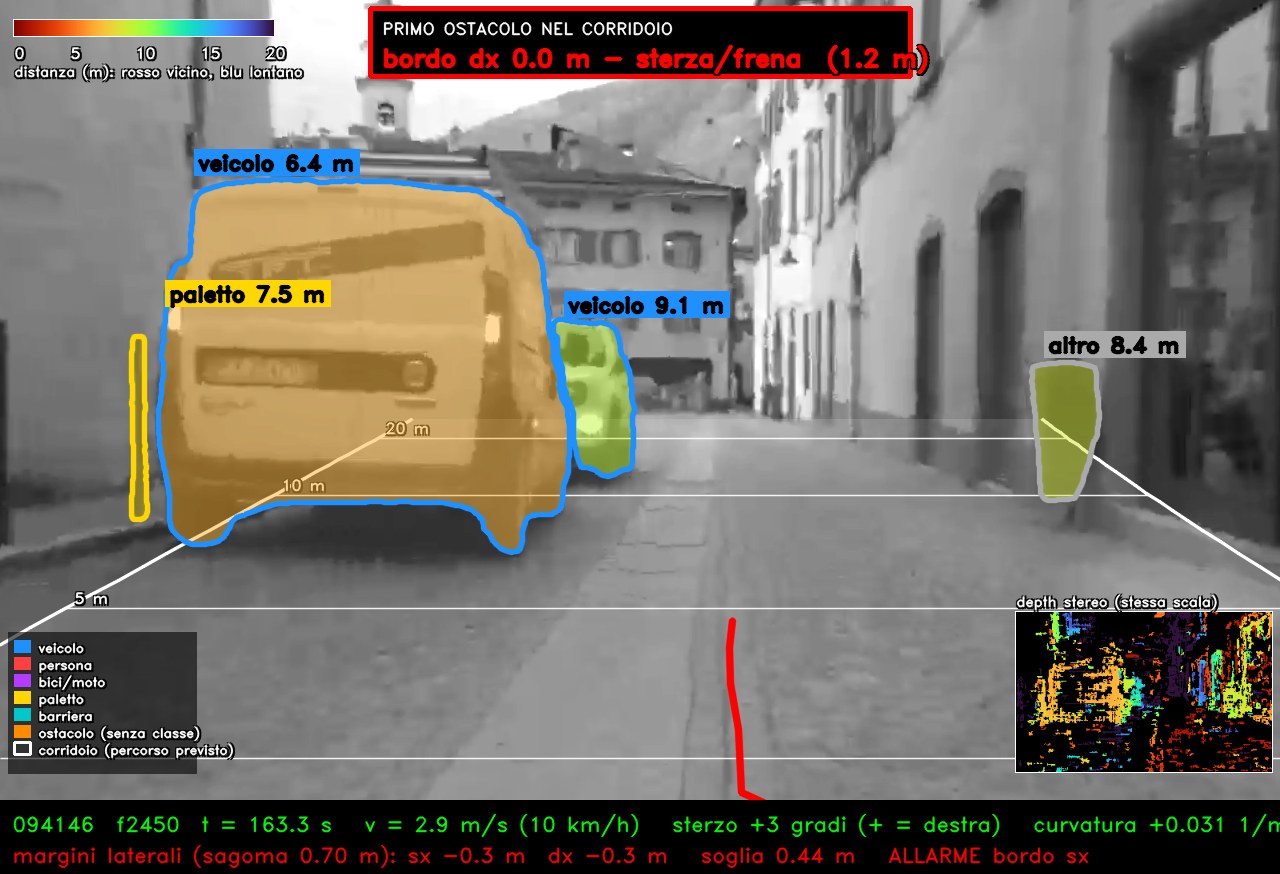 0 5 10 15 20
distanza (m): rosso vicino, blu lontano
PRIMO OSTACOLO NEL CORRIDOIO
bordo dx 0.0 m - sterza/frena (1.2 m)
veicolo 6.4 m
paletto 7.5 m
veicolo 9.1 m
altro 8.4 m
20 m
10 m
5 m
depth stereo (stessa scala)
veicolo
persona
bici/moto
paletto
barriera
ostacolo (senza classe)
corridoio (percorso previsto)
094146 f2450 t = 163.3 s v = 2.9 m/s (10 km/h) sterzo +3 gradi (+ = destra) curvatura +0.031 1/m
margini laterali (sagoma 0.70 m): sx -0.3 m dx -0.3 m soglia 0.44 m ALLARME bordo sx